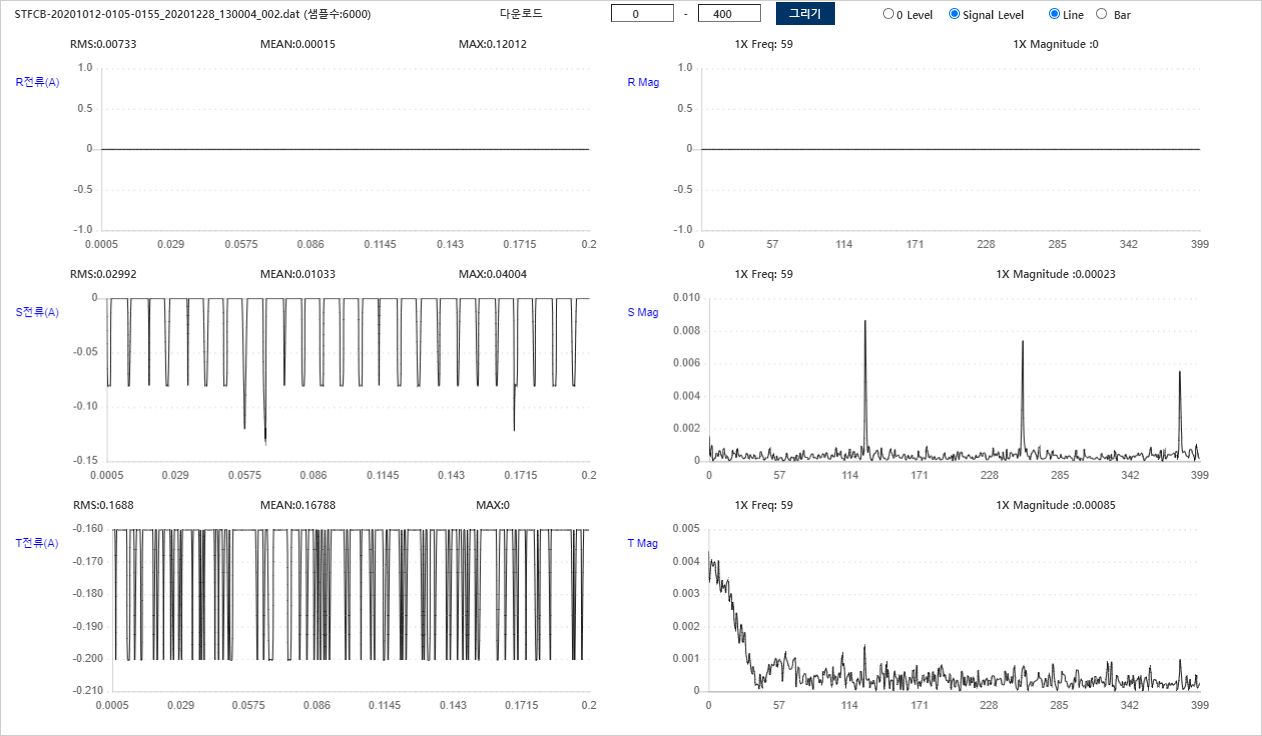 STFCB-20201012-0105-0155_20201228_130004_002.dat (샘플수:6000) 다운로드 0 - 400 그리기 0 Level Signal Level Line Bar
RMS:0.00733 MEAN:0.00015 MAX:0.12012 1X Freq: 59 1X Magnitude :0
R전류(A)
1.0
0.5
0
-0.5
-1.0
0.0005 0.029 0.0575 0.086 0.1145 0.143 0.1715 0.2
R Mag
1.0
0.5
0
-0.5
-1.0
0 57 114 171 228 285 342 399
RMS:0.02992 MEAN:0.01033 MAX:0.04004 1X Freq: 59 1X Magnitude :0.00023
S전류(A)
0
-0.05
-0.10
-0.15
0.0005 0.029 0.0575 0.086 0.1145 0.143 0.1715 0.2
S Mag
0.010
0.008
0.006
0.004
0.002
0
0 57 114 171 228 285 342 399
RMS:0.1688 MEAN:0.16788 MAX:0 1X Freq: 59 1X Magnitude :0.00085
T전류(A)
-0.160
-0.170
-0.180
-0.190
-0.200
-0.210
0.0005 0.029 0.0575 0.086 0.1145 0.143 0.1715 0.2
T Mag
0.005
0.004
0.003
0.002
0.001
0
0 57 114 171 228 285 342 399